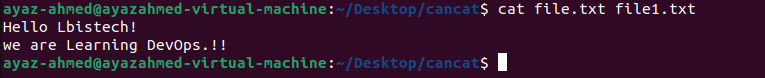 ayaz-ahmed@ayazahmed-virtual-machine:~/Desktop/cancat$ cat file.txt file1.txt
Hello Lbistech!
we are Learning DevOps.!!
ayaz-ahmed@ayazahmed-virtual-machine:~/Desktop/cancat$